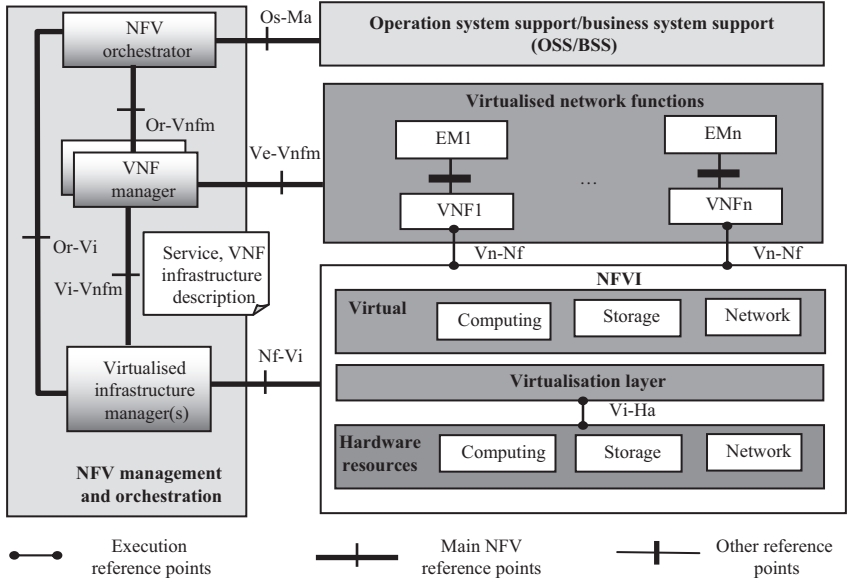 NFV
orchestrator
Os-Ma
Operation system support/business system support
(OSS/BSS)
Or-Vnfm
VNF
manager
Ve-Vnfm
Virtualised network functions
EM1
EMn
...
VNF1
VNFn
Vn-Nf
Vn-Nf
Or-Vi
Vi-Vnfm
Service, VNF
infrastructure
description
NFVI
Virtual
Computing
Storage
Network
Virtualised
infrastructure
manager(s)
Nf-Vi
Virtualisation layer
Vi-Ha
Hardware
resources
Computing
Storage
Network
NFV management
and orchestration
Execution
reference points
Main NFV
reference points
Other reference
points